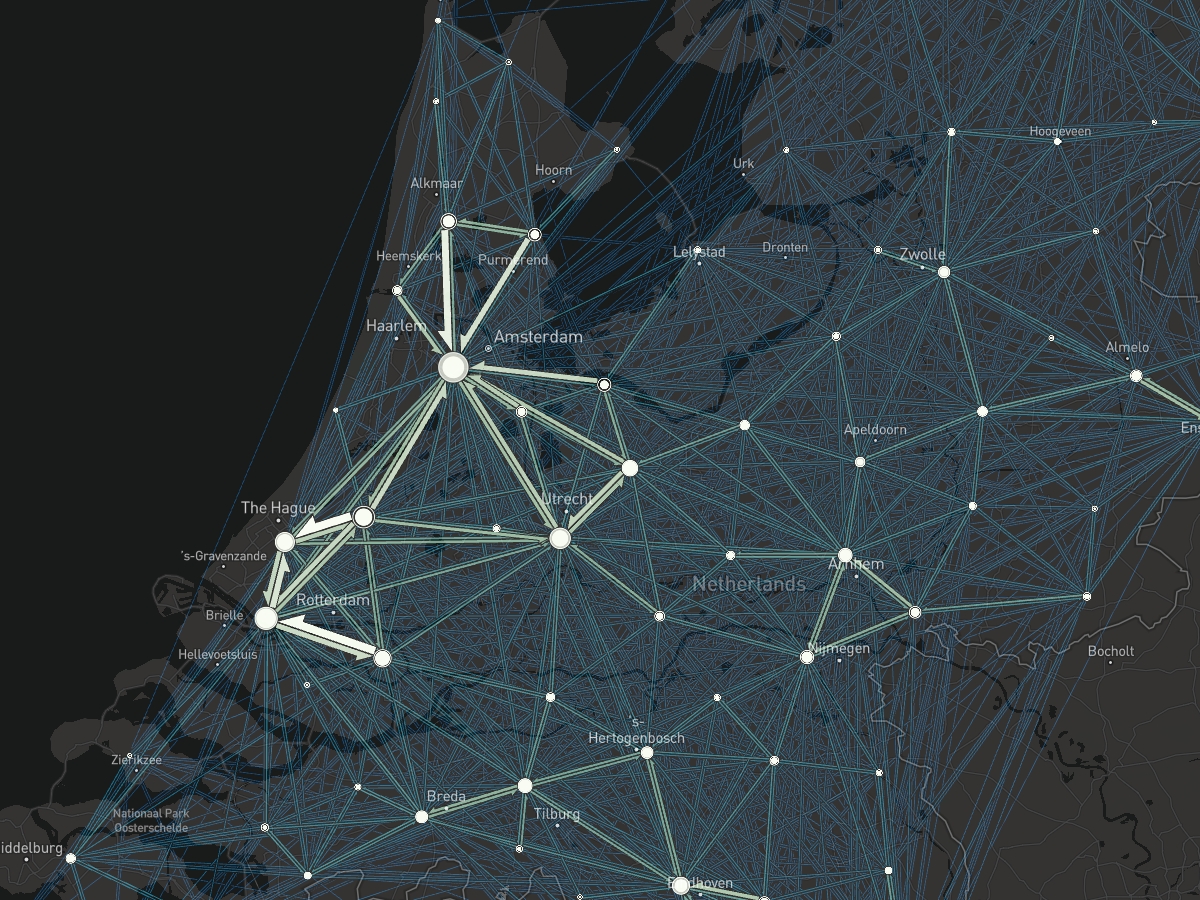 Hoogeveen
Urk
Hoorn
Alkmaar
Lelystad
Dronten
Zwolle
Heemskerk
Purmerend
Haarlem
Amsterdam
Almelo
Apeldoorn
Ens
Utrecht
The Hague
's-Gravenzande
Arnhem
Netherlands
Rotterdam
Brielle
Nijmegen
Hellevoetsluis
Bocholt
's-
Hertogenbosch
Zierikzee
Breda
Nationaal Park
Oosterschelde
Tilburg
iddelburg
Eindhoven